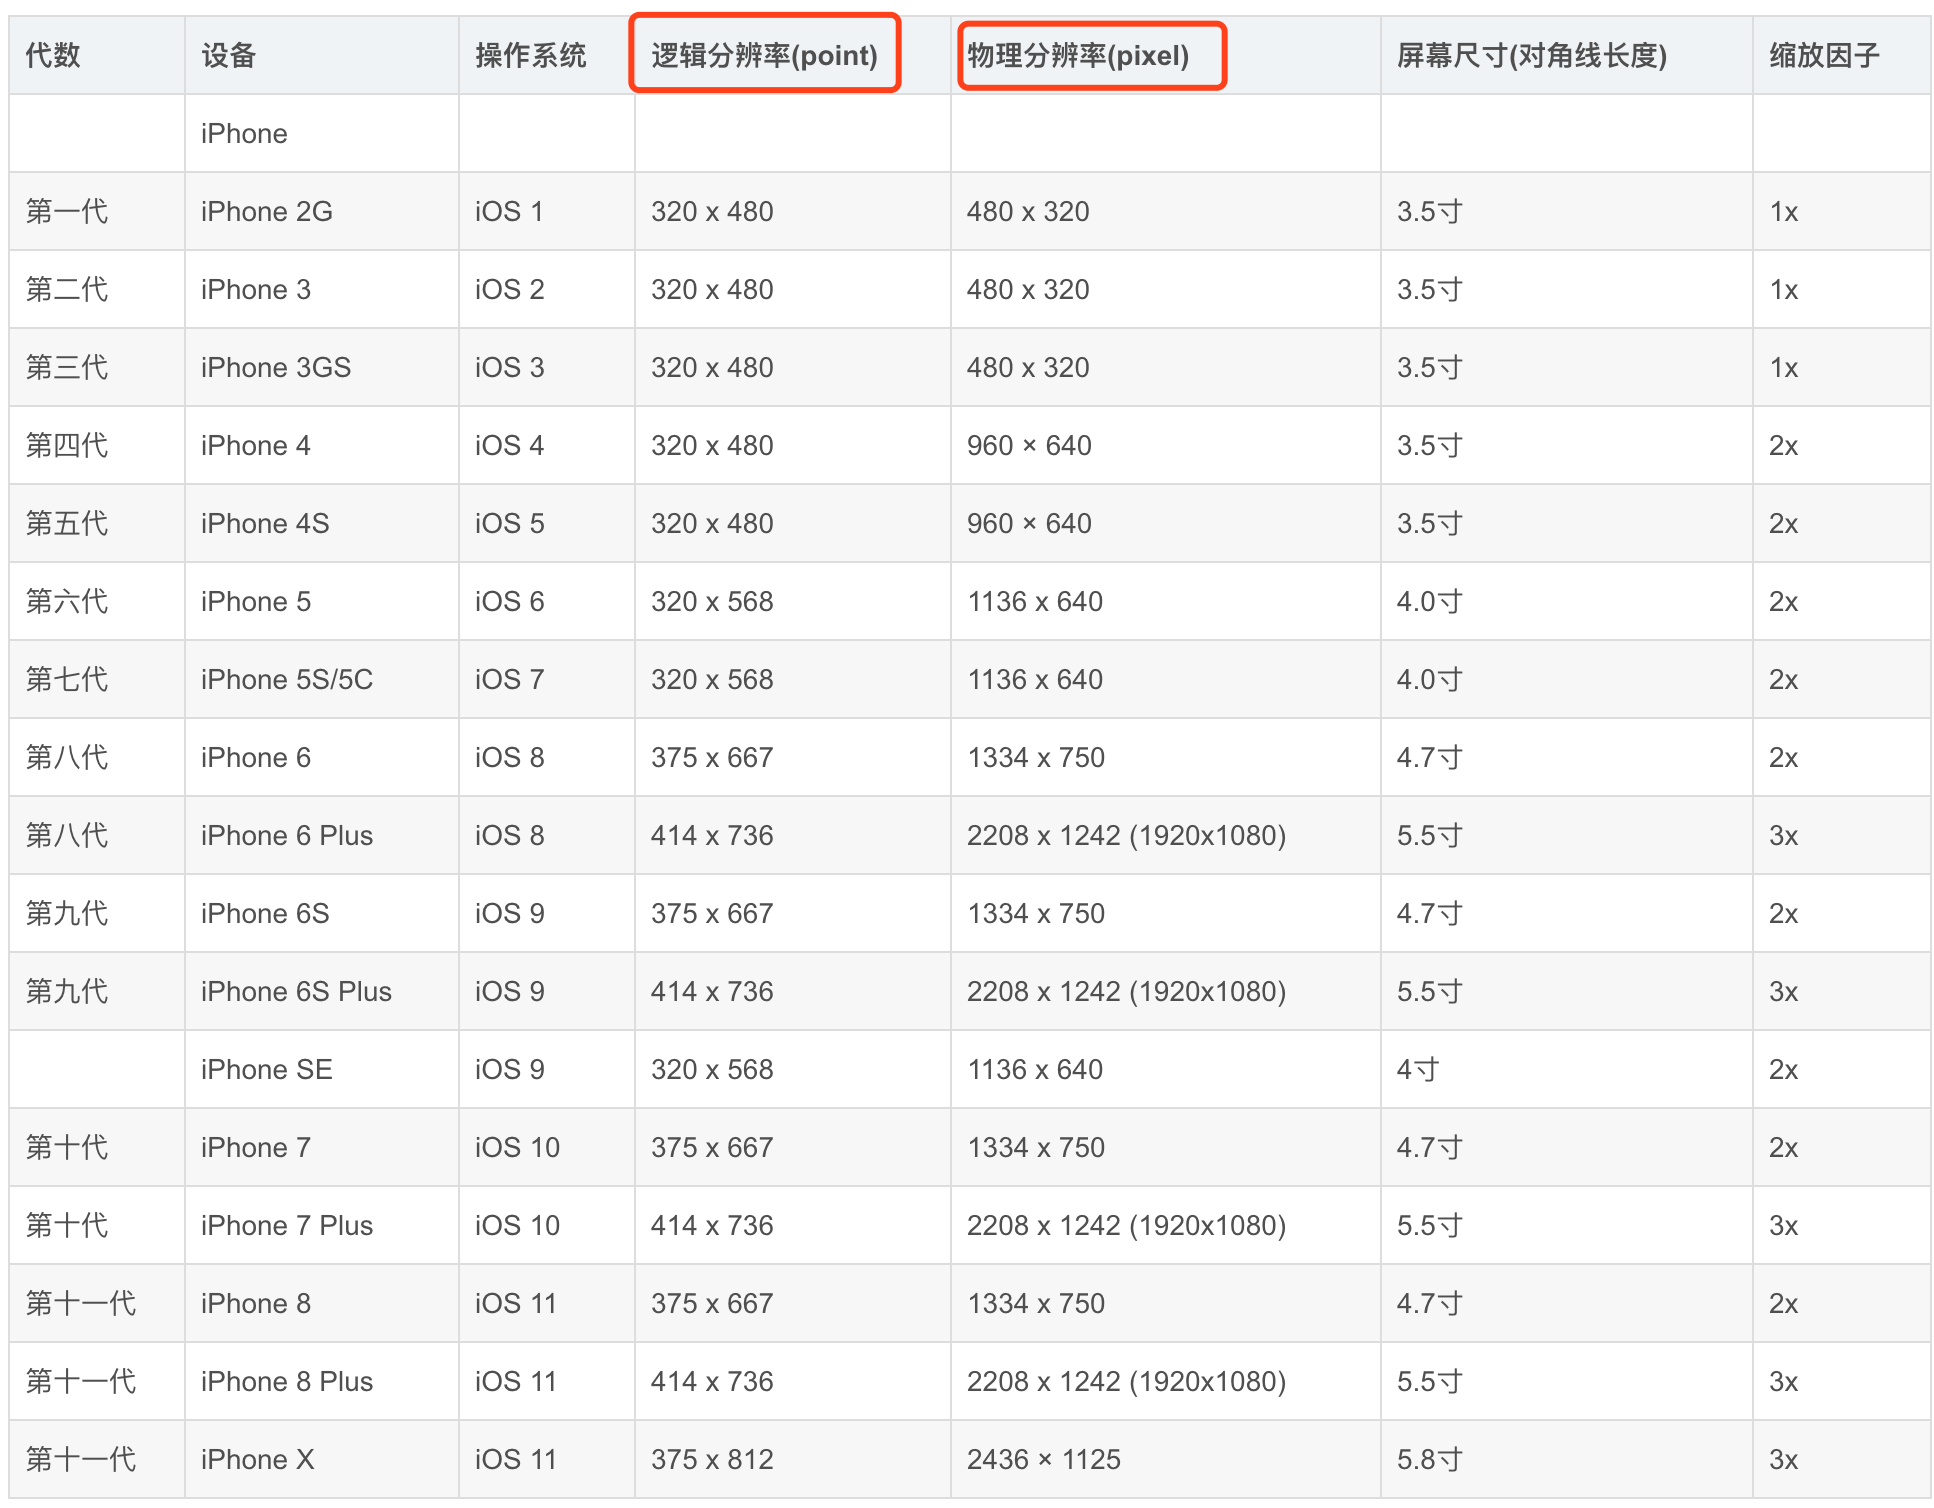 代数 设备 操作系统 逻辑分辨率(point) 物理分辨率(pixel) 屏幕尺寸(对角线长度) 缩放因子
iPhone
第一代 iPhone 2G iOS 1 320 x 480 480 x 320 3.5寸 1x
第二代 iPhone 3 iOS 2 320 x 480 480 x 320 3.5寸 1x
第三代 iPhone 3GS iOS 3 320 x 480 480 x 320 3.5寸 1x
第四代 iPhone 4 iOS 4 320 x 480 960 × 640 3.5寸 2x
第五代 iPhone 4S iOS 5 320 x 480 960 × 640 3.5寸 2x
第六代 iPhone 5 iOS 6 320 x 568 1136 x 640 4.0寸 2x
第七代 iPhone 5S/5C iOS 7 320 x 568 1136 x 640 4.0寸 2x
第八代 iPhone 6 iOS 8 375 x 667 1334 x 750 4.7寸 2x
第八代 iPhone 6 Plus iOS 8 414 x 736 2208 x 1242 (1920x1080) 5.5寸 3x
第九代 iPhone 6S iOS 9 375 x 667 1334 x 750 4.7寸 2x
第九代 iPhone 6S Plus iOS 9 414 x 736 2208 x 1242 (1920x1080) 5.5寸 3x
iPhone SE iOS 9 320 x 568 1136 x 640 4寸 2x
第十代 iPhone 7 iOS 10 375 x 667 1334 x 750 4.7寸 2x
第十代 iPhone 7 Plus iOS 10 414 x 736 2208 x 1242 (1920x1080) 5.5寸 3x
第十一代 iPhone 8 iOS 11 375 x 667 1334 x 750 4.7寸 2x
第十一代 iPhone 8 Plus iOS 11 414 x 736 2208 x 1242 (1920x1080) 5.5寸 3x
第十一代 iPhone X iOS 11 375 x 812 2436 × 1125 5.8寸 3x